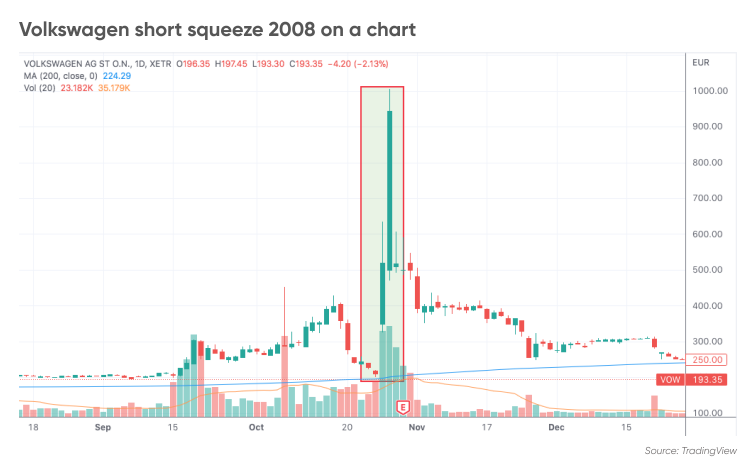 Volkswagen short squeeze 2008 on a chart
VOLKSWAGEN AG ST O.N., 1D, XETR O196.35 H197.45 L193.30 C193.35 −4.20 (−2.13%)
MA (200, close, 0) 224.29
Vol (20) 23.182K 35.179K
EUR
1000.00
900.00
800.00
700.00
600.00
500.00
400.00
300.00
250.00
VOW 193.35
100.00
E
18 Sep 15 Oct 20 Nov 17 Dec 15
Source: TradingView